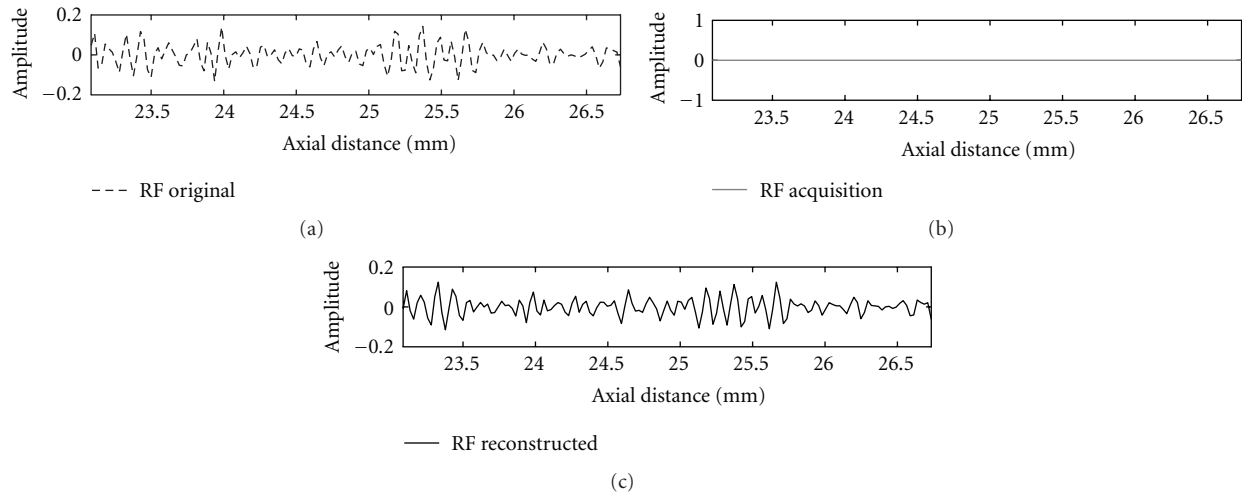 Amplitude
0.2
0
−0.2
23.5 24 24.5 25 25.5 26 26.5
Axial distance (mm)
RF original
(a)
Amplitude
1
0
−1
23.5 24 24.5 25 25.5 26 26.5
Axial distance (mm)
RF acquisition
(b)
Amplitude
0.2
0
−0.2
23.5 24 24.5 25 25.5 26 26.5
Axial distance (mm)
RF reconstructed
(c)